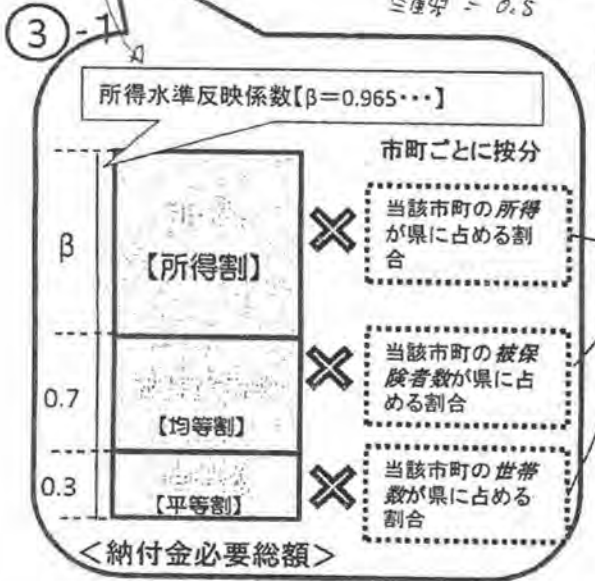 ③-1
所得水準反映係数【β=0.965･･･】
市町ごとに按分
β
【所得割】
×
当該市町の所得
が県に占める割
合
0.7
【均等割】
×
当該市町の被保
険者数が県に占
める割合
0.3
【平等割】
×
当該市町の世帯
数が県に占める
割合
＜納付金必要総額＞